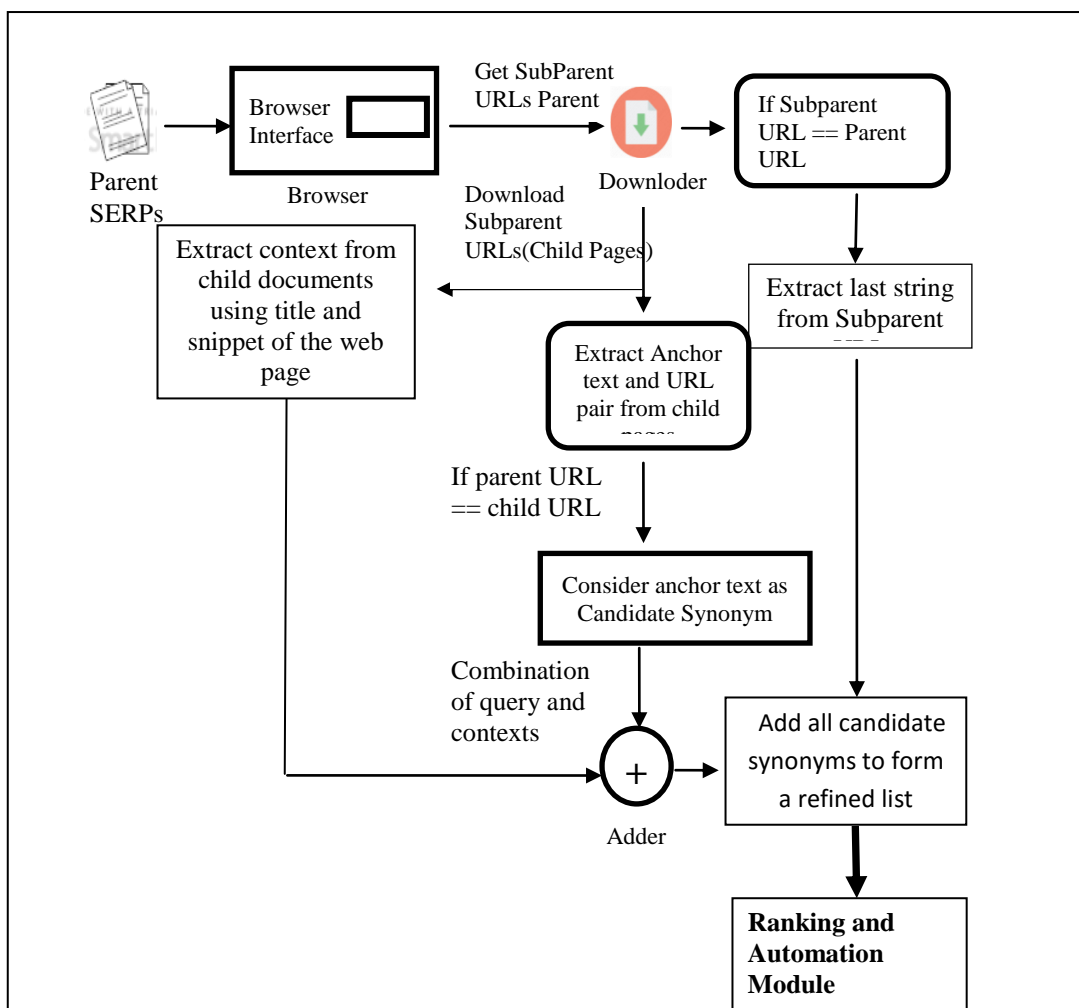 Parent
SERPs
Browser
Interface
Browser
Get SubParent
URLs Parent
Downloder
If Subparent
URL == Parent
URL
Download
Subparent
URLs(Child Pages)
Extract context from
child documents
using title and
snippet of the web
page
Extract last string
from Subparent
Extract Anchor
text and URL
pair from child
If parent URL
== child URL
Consider anchor text as
Candidate Synonym
Combination
of query and
contexts
+
Adder
Add all candidate
synonyms to form
a refined list
Ranking and
Automation
Module